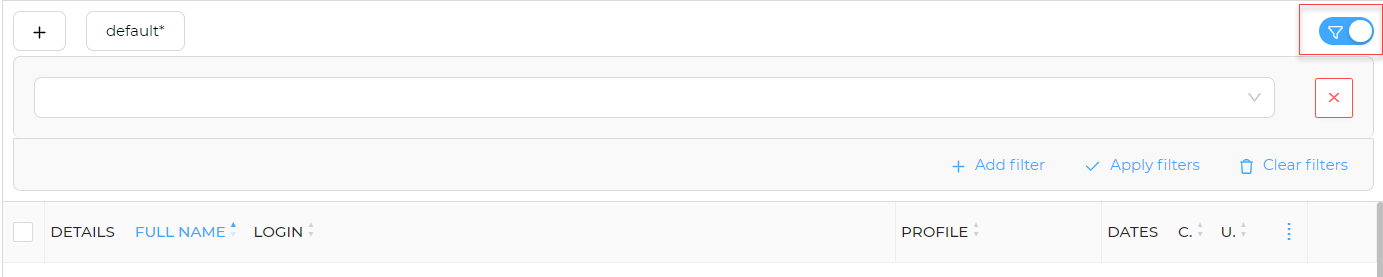 default*
Add filter Apply filters Clear filters
DETAILS FULL NAME LOGIN PROFILE DATES C. U.